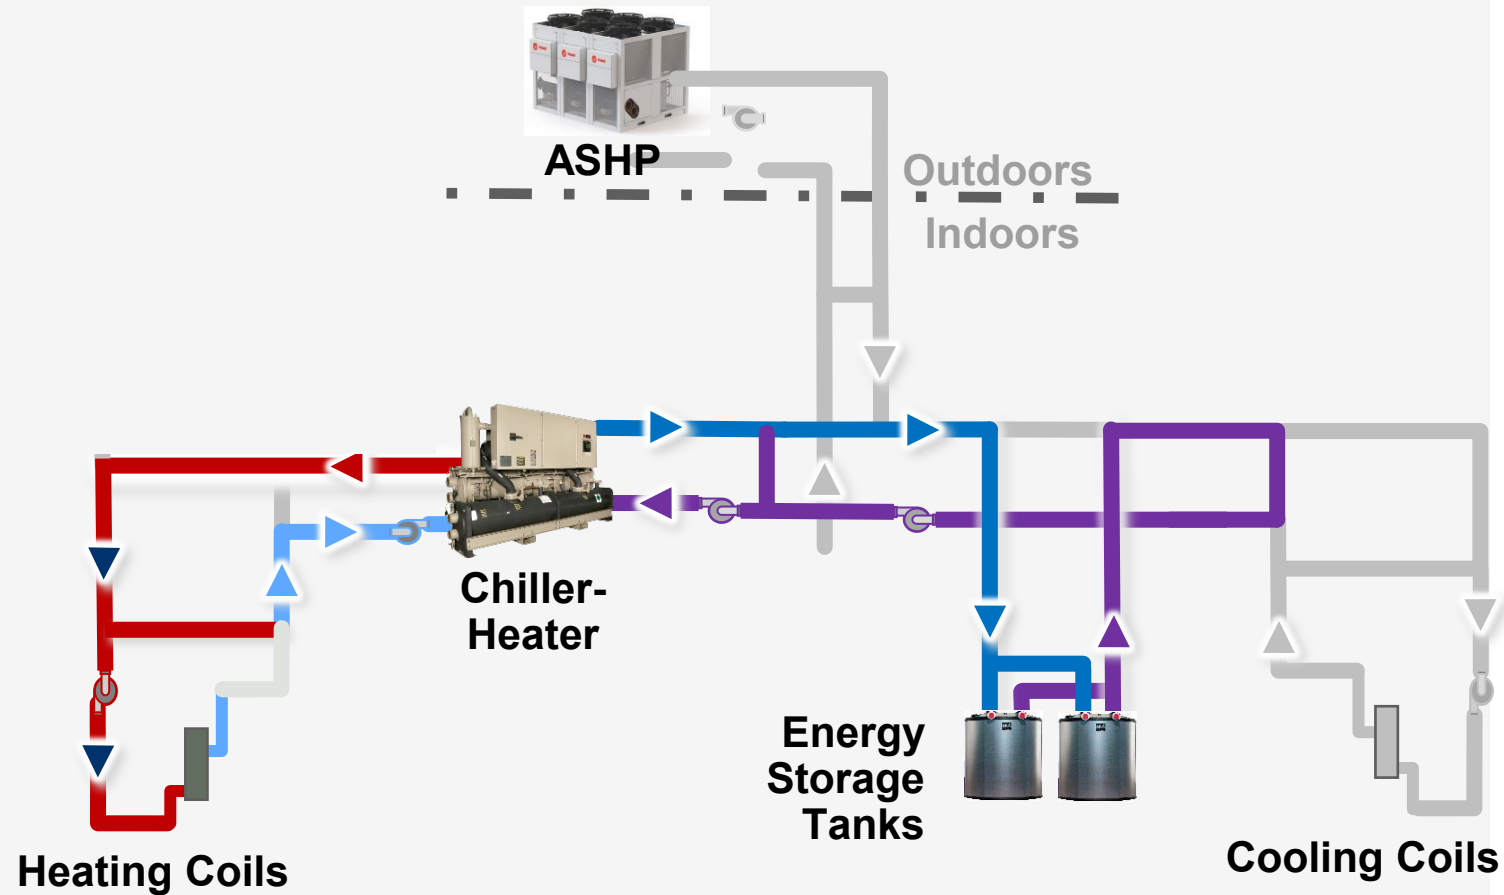 ASHP
Outdoors
Indoors
Chiller-
Heater
Energy
Storage
Tanks
Heating Coils
Cooling Coils